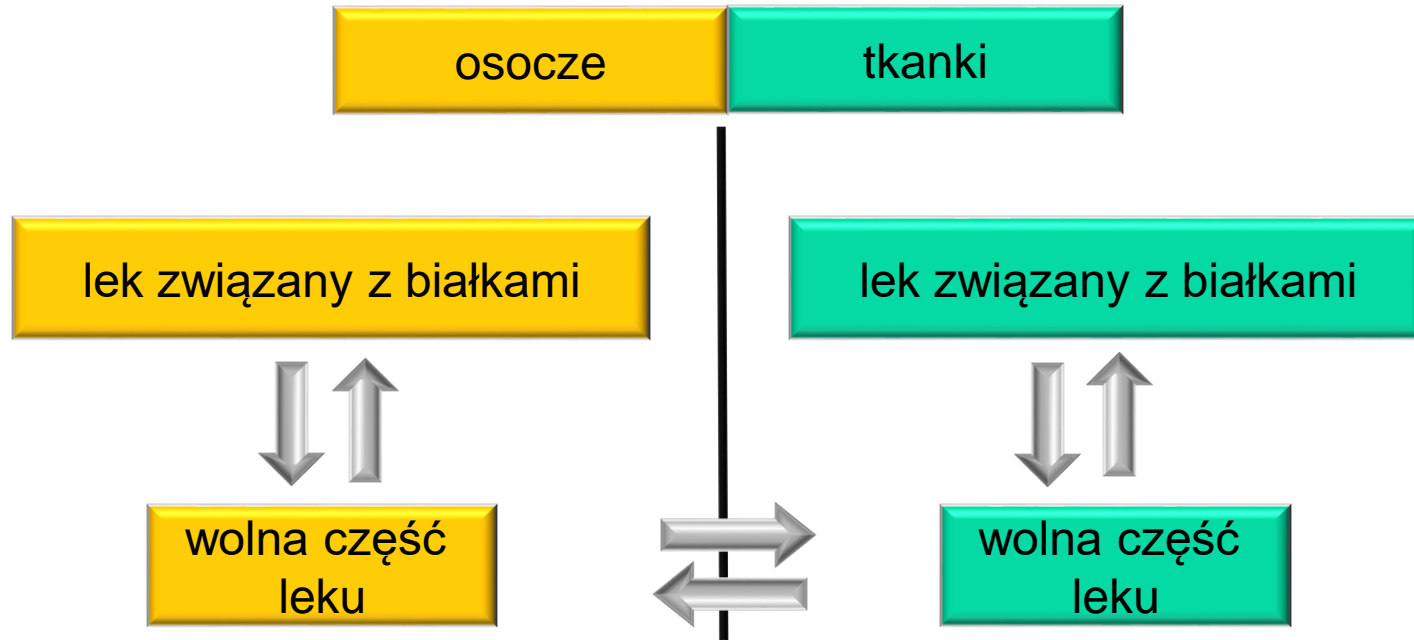 osocze
tkanki
lek związany z białkami
lek związany z białkami
wolna część
leku
wolna część
leku